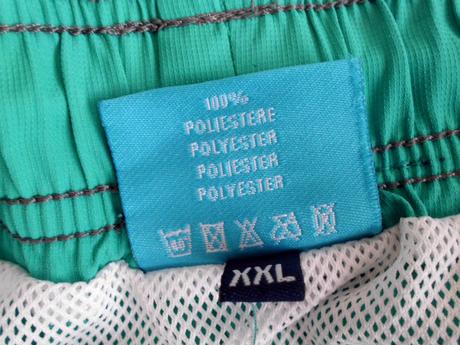 100%
POLIESTERE
POLYESTER
POLIESTER
POLYESTER
XXL